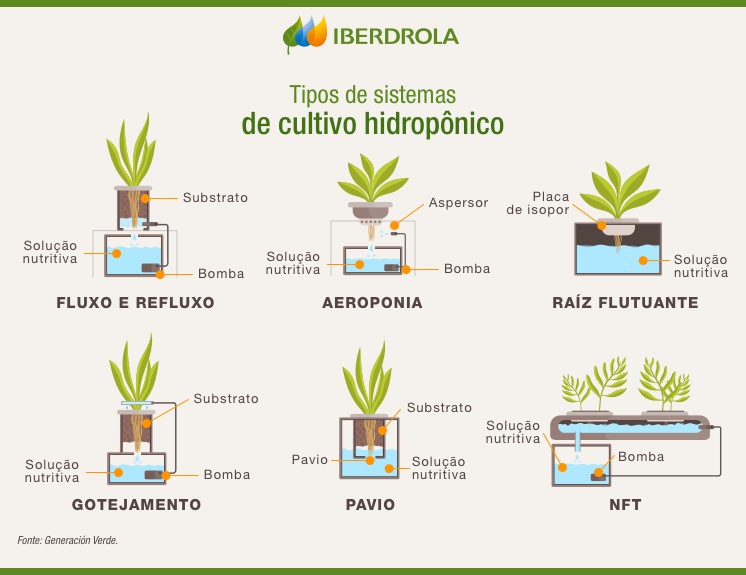 IBERDROLA
Tipos de sistemas
de cultivo hidropônico
Substrato
Solução
nutritiva
Bomba
FLUXO E REFLUXO
Aspersor
Solução
nutritiva
Bomba
AEROPONIA
Placa
de isopor
Solução
nutritiva
RAÍZ FLUTUANTE
Substrato
Solução
nutritiva
Bomba
GOTEJAMENTO
Substrato
Pavio
Solução
nutritiva
PAVIO
Solução
nutritiva
Bomba
NFT
Fonte: Generación Verde.